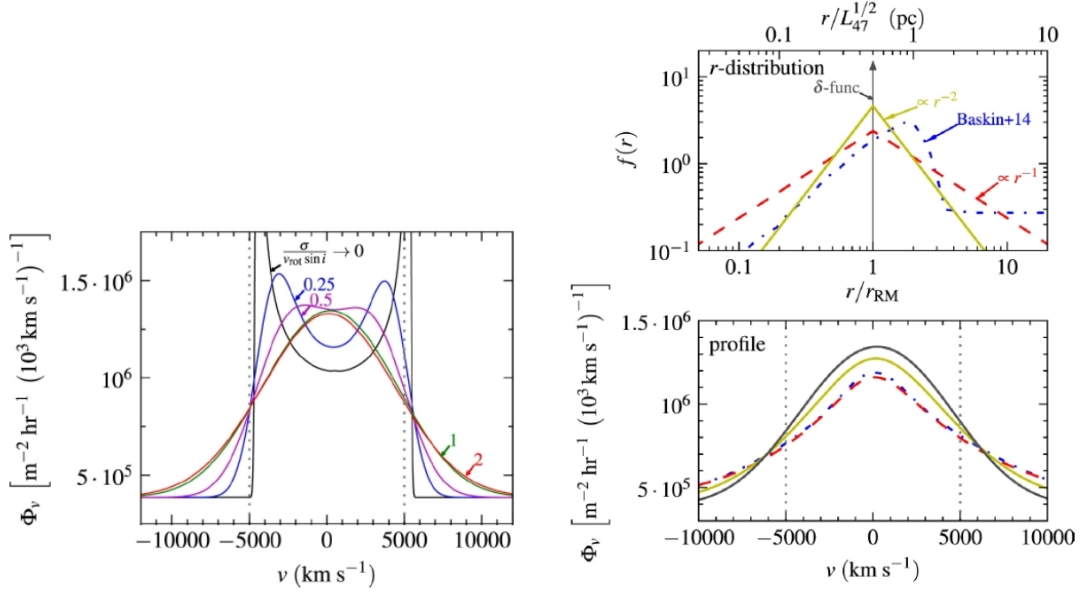 σ/(v_rot sin i) → 0
0.25
0.5
1
2
1.5·10^6
10^6
5·10^5
Φ_v [m^−2 hr^−1 (10^3 km s^−1)^−1]
−10000 −5000 0 5000 10000
v (km s^−1)
r/L_47^1/2 (pc)
0.1 1 10
r-distribution
δ-func
∝ r^−2
Baskin+14
∝ r^−1
10^1
10^0
10^−1
f(r)
0.1 1 10
r/r_RM
profile
1.5·10^6
10^6
5·10^5
Φ_v [m^−2 hr^−1 (10^3 km s^−1)^−1]
−10000 −5000 0 5000 10000
v (km s^−1)